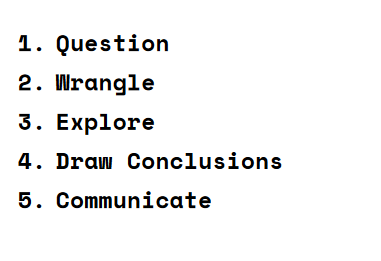 1. Question
2. Wrangle
3. Explore
4. Draw Conclusions
5. Communicate